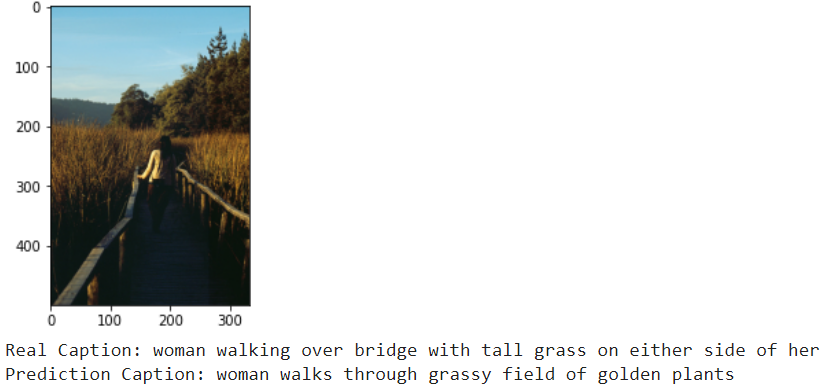 0
100
200
300
400
0 100 200 300
Real Caption: woman walking over bridge with tall grass on either side of her
Prediction Caption: woman walks through grassy field of golden plants